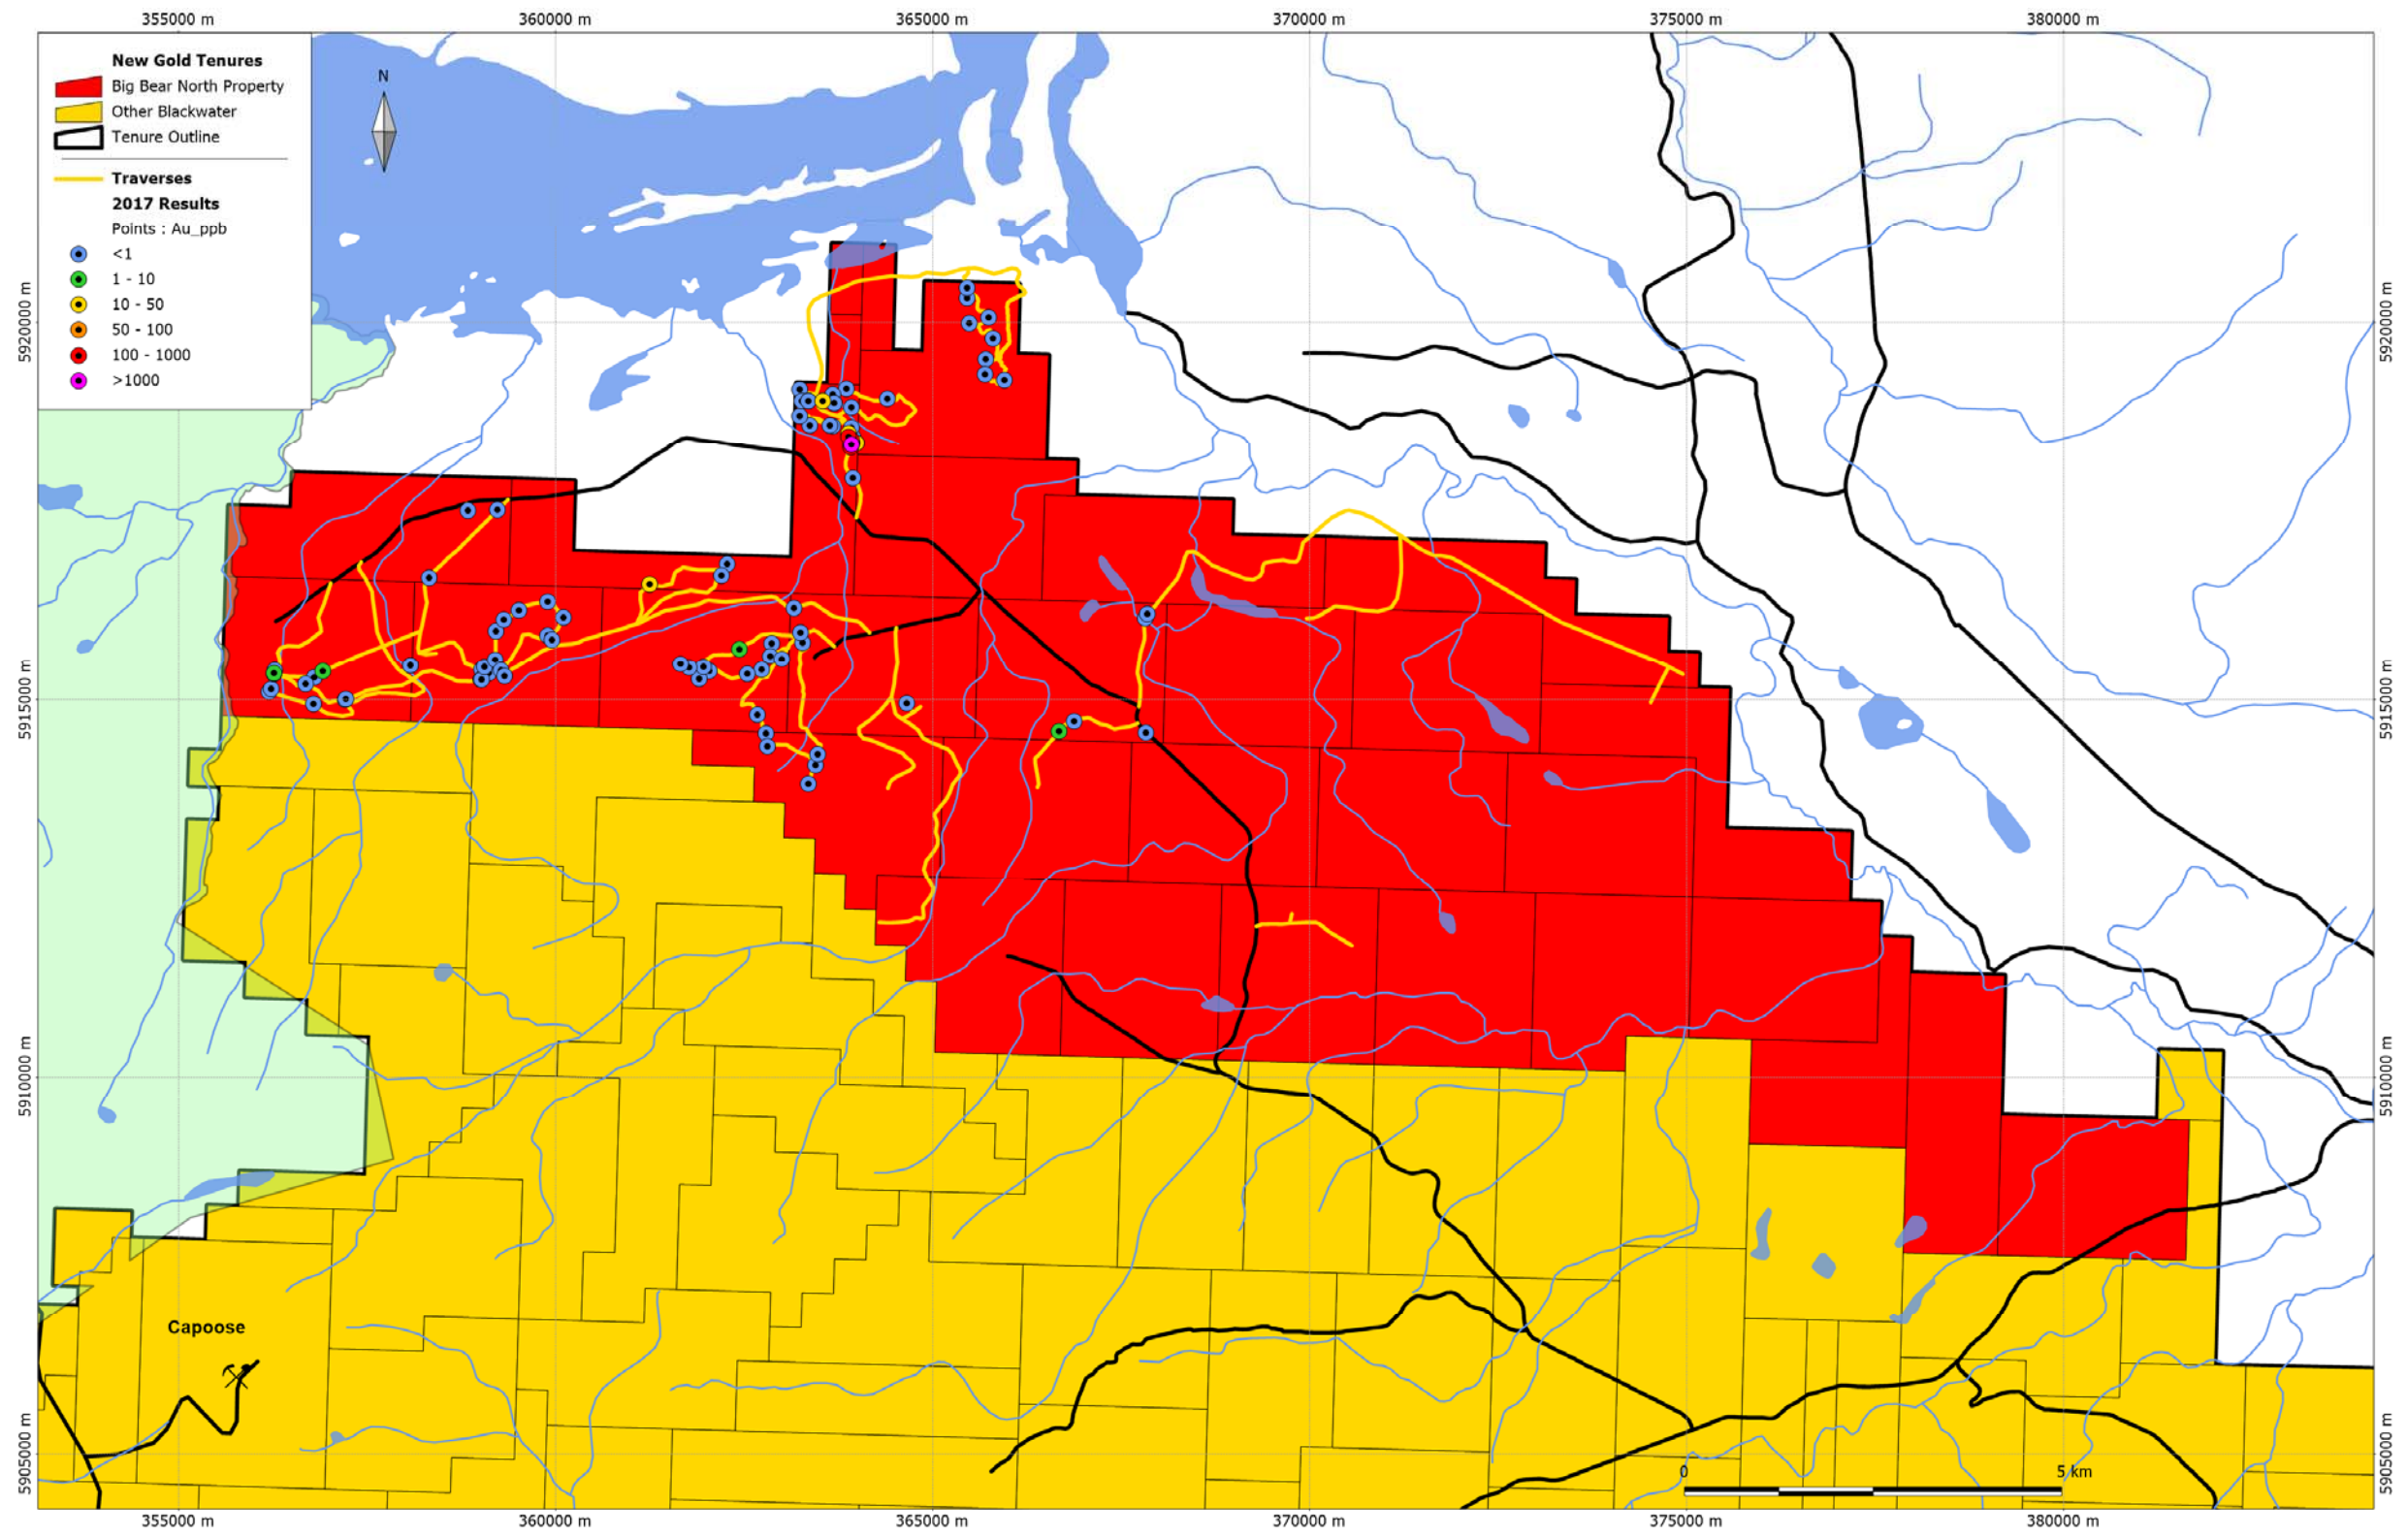 355000 m 360000 m 365000 m 370000 m 375000 m 380000 m
New Gold Tenures
Big Bear North Property
Other Blackwater
Tenure Outline
Traverses
2017 Results
Points : Au_ppb
<1
1 - 10
10 - 50
50 - 100
100 - 1000
>1000
N
5920000 m 5920000 m
5915000 m 5915000 m
5910000 m 5910000 m
Capoose
5905000 m 5905000 m
0 5 km
355000 m 360000 m 365000 m 370000 m 375000 m 380000 m